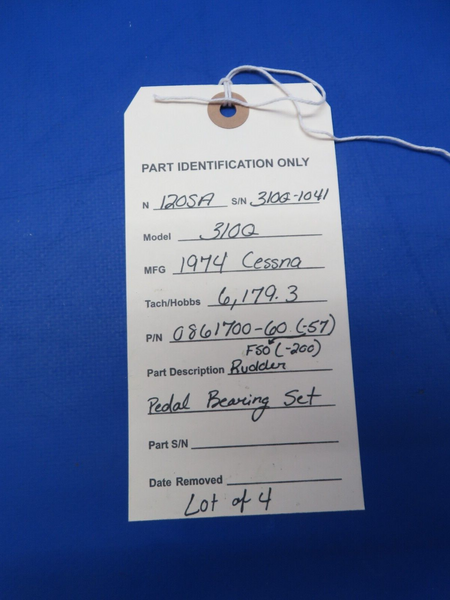 PART IDENTIFICATION ONLY
N 120SA S/N 310Q-1041
Model 310Q
MFG 1974 Cessna
Tach/Hobbs 6,179.3
P/N 0861700-60 (-57)
FSO (-200)
Part Description Rudder
Pedal Bearing Set
Part S/N
Date Removed
Lot of 4